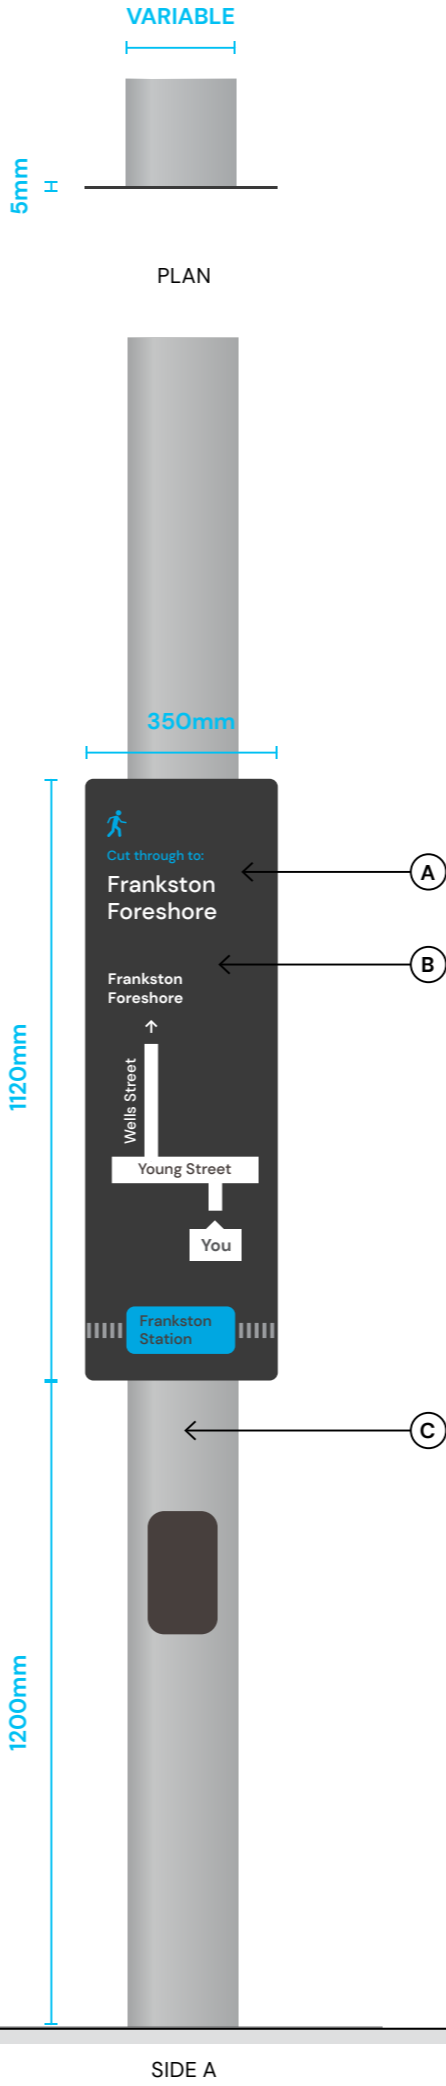 VARIABLE
5mm
PLAN
350mm
1120mm
Cut through to:
Frankston
Foreshore
A
B
Frankston
Foreshore
↑
Wells Street
Young Street
You
Frankston
Station
C
1200mm
SIDE A